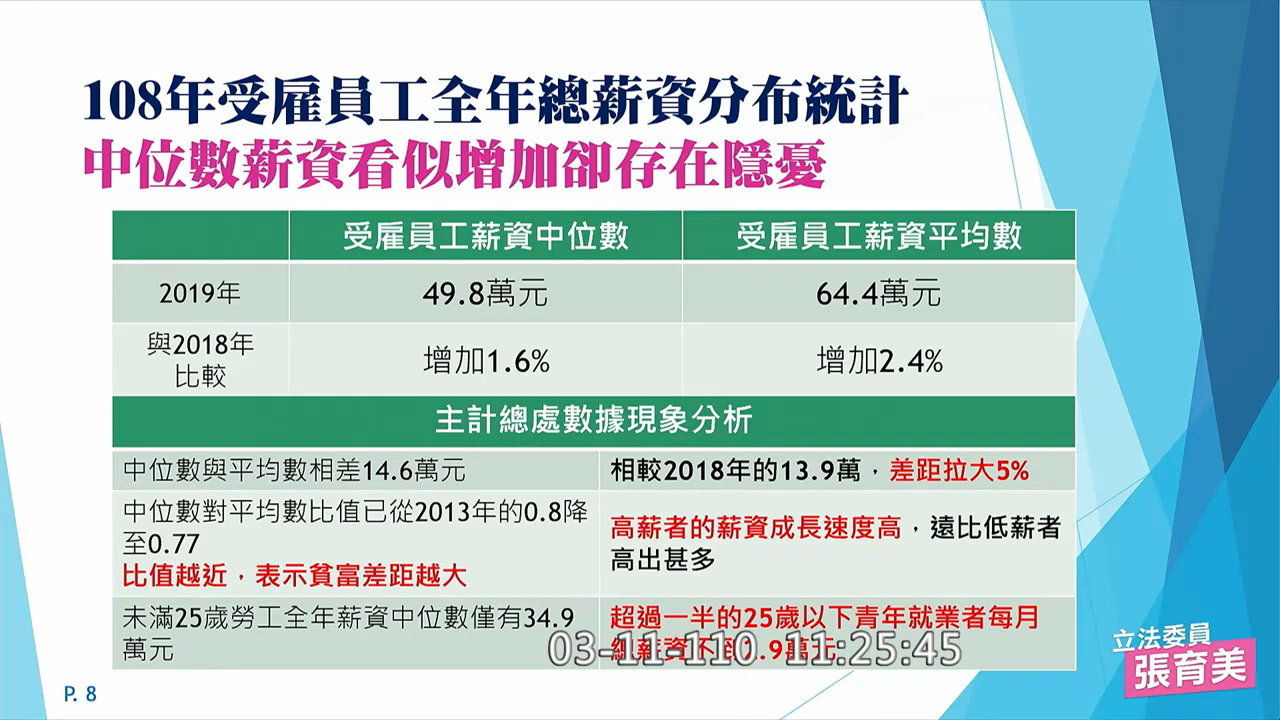 108年受雇員工全年總薪資分布統計
中位數薪資看似增加卻存在隱憂
受雇員工薪資中位數
受雇員工薪資平均數
2019年
49.8萬元
64.4萬元
與2018年
比較
增加1.6%
增加2.4%
主計總處數據現象分析
中位數與平均數相差14.6萬元
相較2018年的13.9萬，差距拉大5%
中位數對平均數比值已從2013年的0.8降
至0.77
比值越近，表示貧富差距越大
高薪者的薪資成長速度高，遠比低薪者
高出甚多
未滿25歲勞工全年薪資中位數僅有34.9
萬元
超過一半的25歲以下青年就業者每月
總薪資不到2.9萬元
03-11-110 11:25:45
立法委員
張育美
P. 8